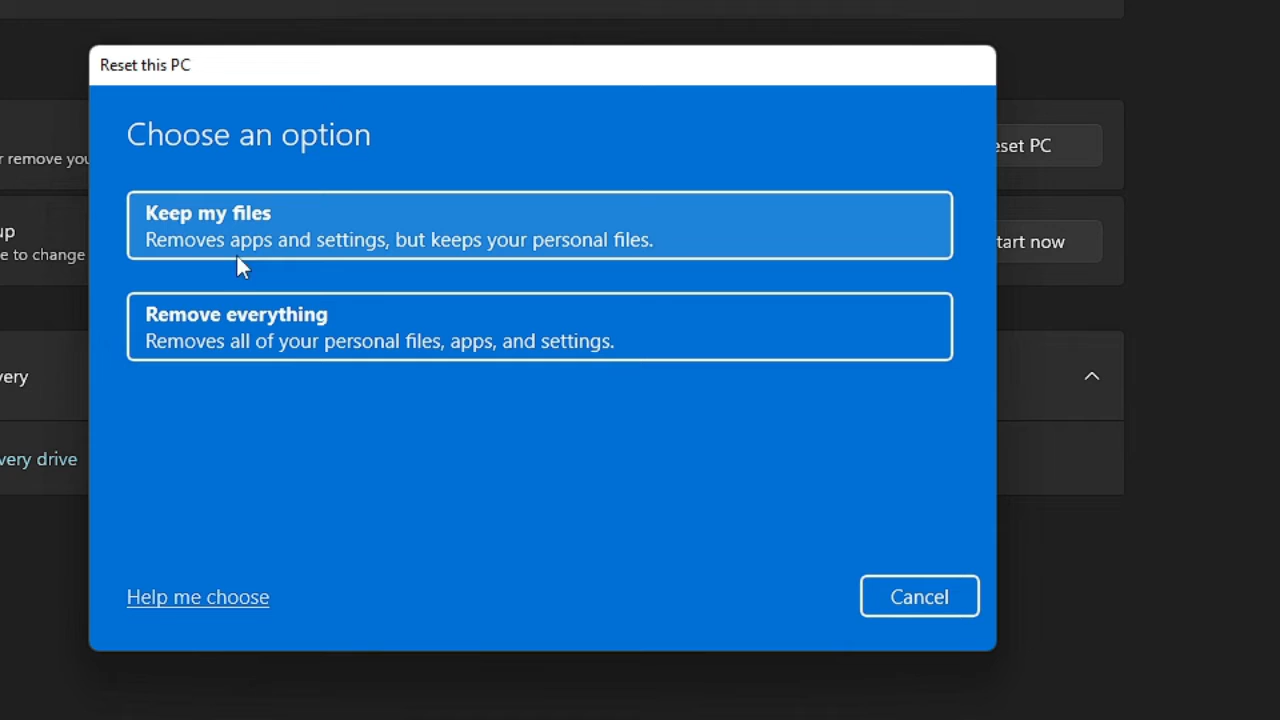 Reset this PC
Choose an option
r remove you
eset PC
Keep my files
Removes apps and settings, but keeps your personal files.
up
e to change
tart now
Remove everything
Removes all of your personal files, apps, and settings.
very
very drive
Help me choose
Cancel